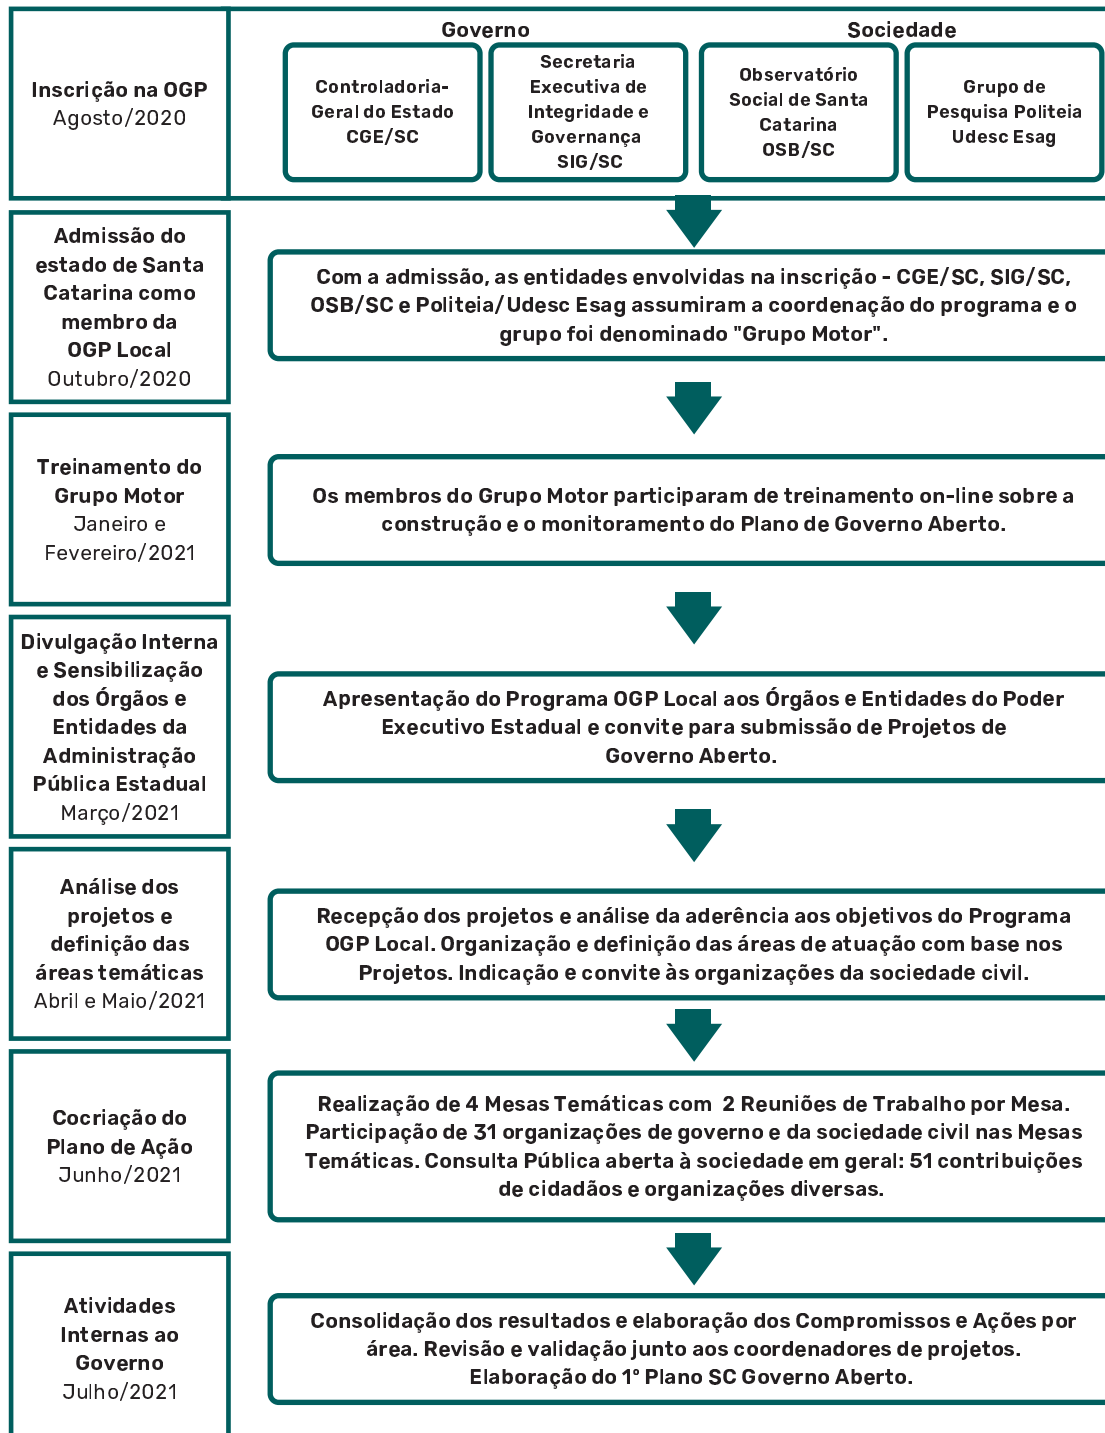 Inscrição na OGP
Agosto/2020
Governo
Sociedade
Controladoria-
Geral do Estado
CGE/SC
Secretaria
Executiva de
Integridade e
Governança
SIG/SC
Observatório
Social de Santa
Catarina
OSB/SC
Grupo de
Pesquisa Politeia
Udesc Esag
Admissão do
estado de Santa
Catarina como
membro da
OGP Local
Outubro/2020
Com a admissão, as entidades envolvidas na inscrição - CGE/SC, SIG/SC,
OSB/SC e Politeia/Udesc Esag assumiram a coordenação do programa e o
grupo foi denominado "Grupo Motor".
Treinamento do
Grupo Motor
Janeiro e
Fevereiro/2021
Os membros do Grupo Motor participaram de treinamento on-line sobre a
construção e o monitoramento do Plano de Governo Aberto.
Divulgação Interna
e Sensibilização
dos Órgãos e
Entidades da
Administração
Pública Estadual
Março/2021
Apresentação do Programa OGP Local aos Órgãos e Entidades do Poder
Executivo Estadual e convite para submissão de Projetos de
Governo Aberto.
Análise dos
projetos e
definição das
áreas temáticas
Abril e Maio/2021
Recepção dos projetos e análise da aderência aos objetivos do Programa
OGP Local. Organização e definição das áreas de atuação com base nos
Projetos. Indicação e convite às organizações da sociedade civil.
Cocriação do
Plano de Ação
Junho/2021
Realização de 4 Mesas Temáticas com 2 Reuniões de Trabalho por Mesa.
Participação de 31 organizações de governo e da sociedade civil nas Mesas
Temáticas. Consulta Pública aberta à sociedade em geral: 51 contribuições
de cidadãos e organizações diversas.
Atividades
Internas ao
Governo
Julho/2021
Consolidação dos resultados e elaboração dos Compromissos e Ações por
área. Revisão e validação junto aos coordenadores de projetos.
Elaboração do 1º Plano SC Governo Aberto.